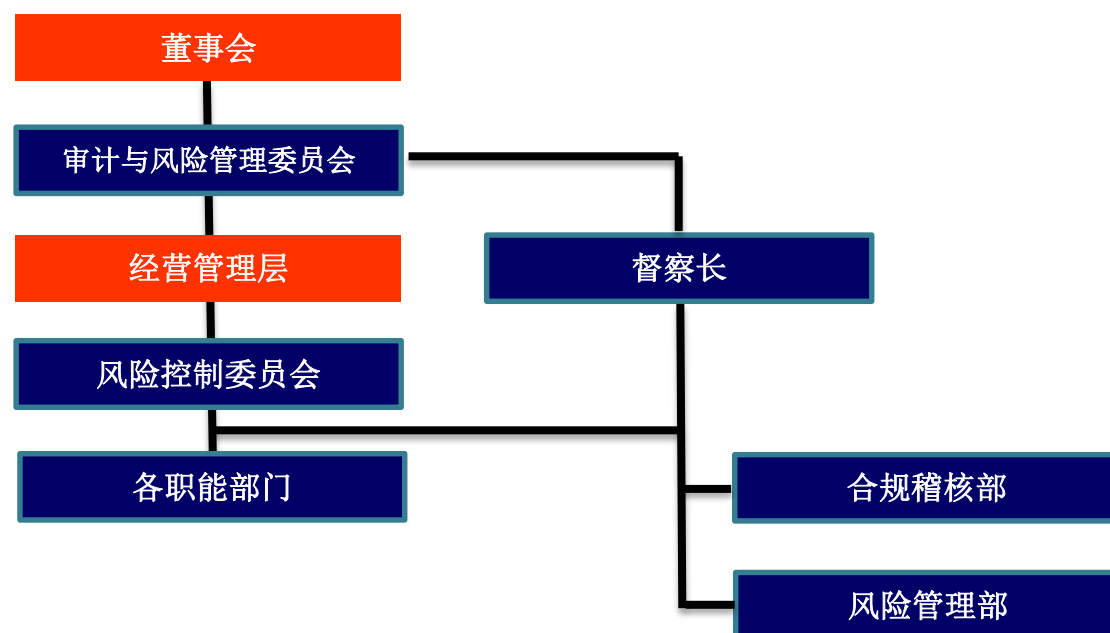 董事会
审计与风险管理委员会
经营管理层
督察长
风险控制委员会
各职能部门
合规稽核部
风险管理部